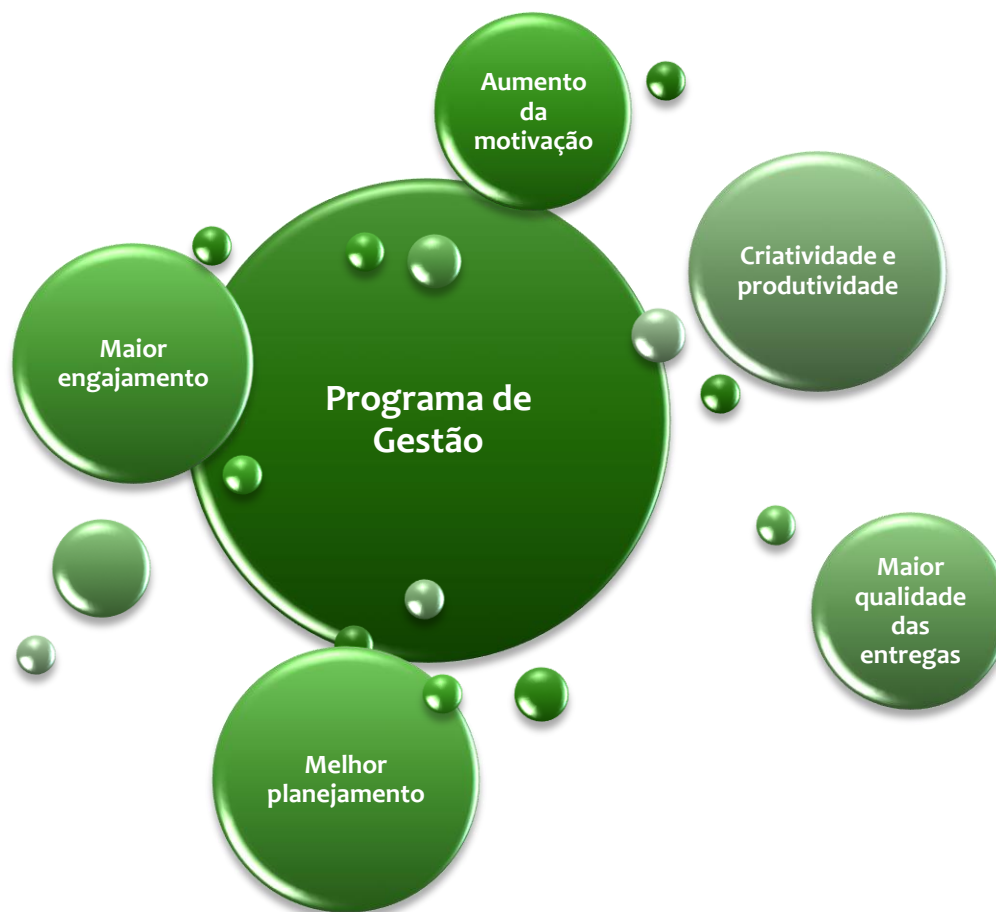 Aumento
da
motivação
Criatividade e
produtividade
Maior
engajamento
Programa de
Gestão
Maior
qualidade
das
entregas
Melhor
planejamento